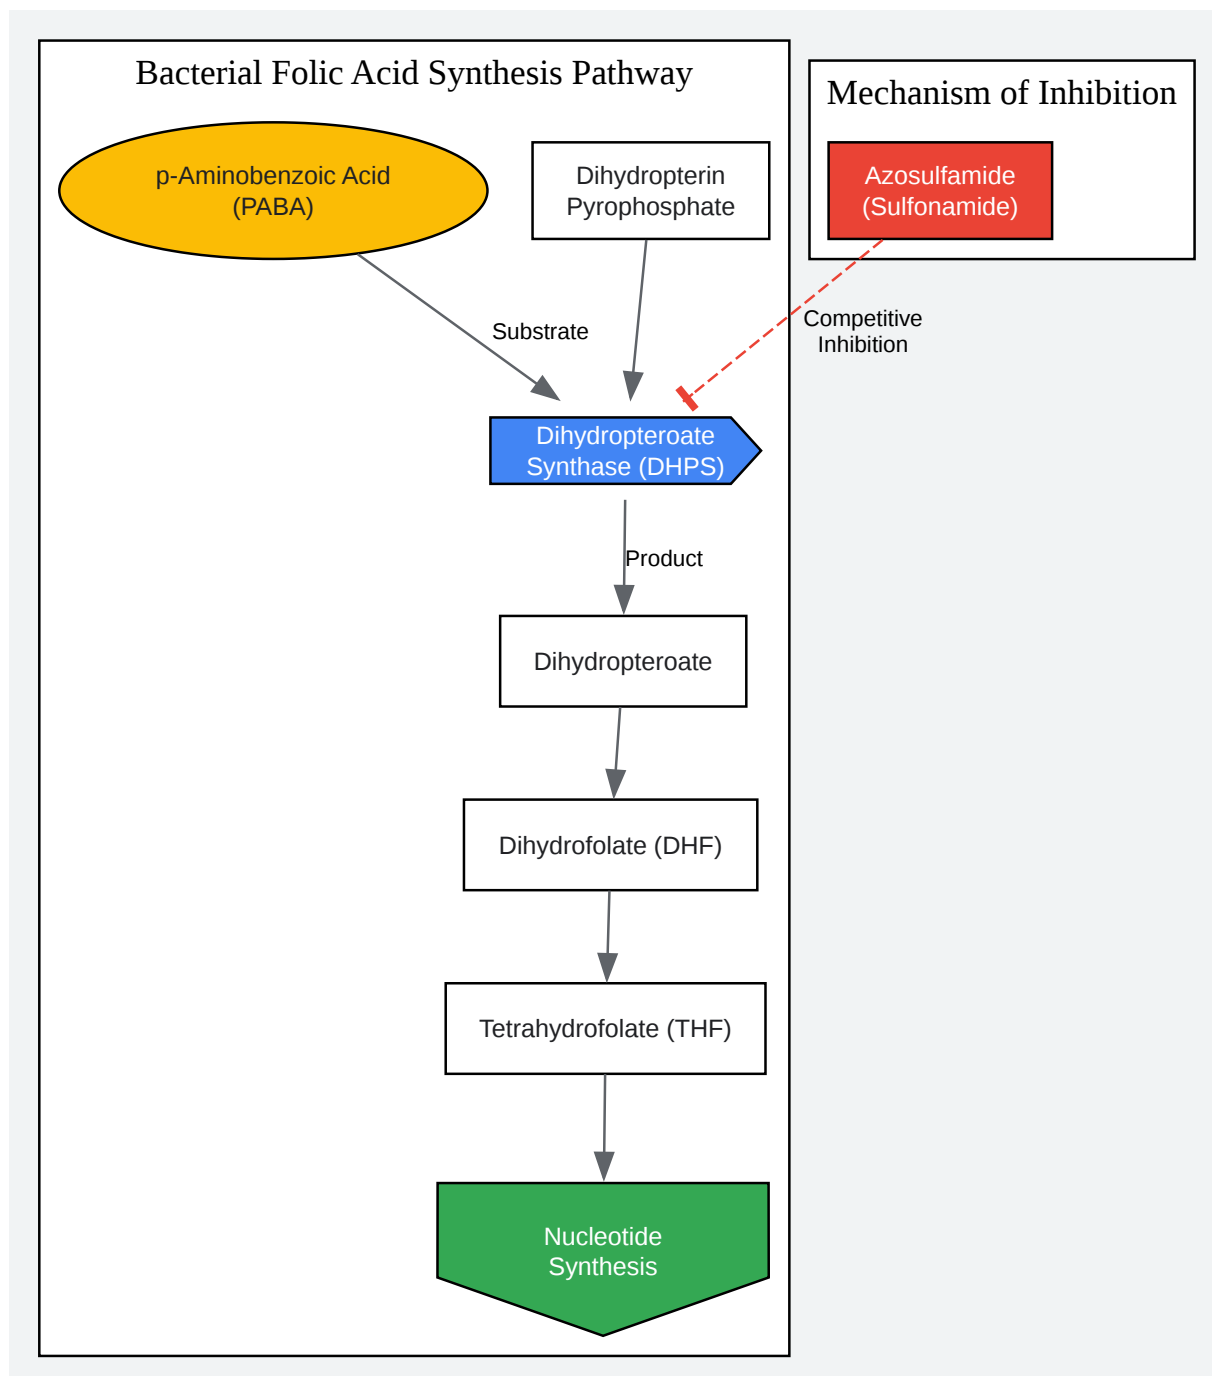 Bacterial Folic Acid Synthesis Pathway
Mechanism of Inhibition
p-Aminobenzoic Acid
(PABA)
Dihydropterin
Pyrophosphate
Azosulfamide
(Sulfonamide)
Substrate
Competitive
Inhibition
Dihydropteroate
Synthase (DHPS)
Product
Dihydropteroate
Dihydrofolate (DHF)
Tetrahydrofolate (THF)
Nucleotide
Synthesis